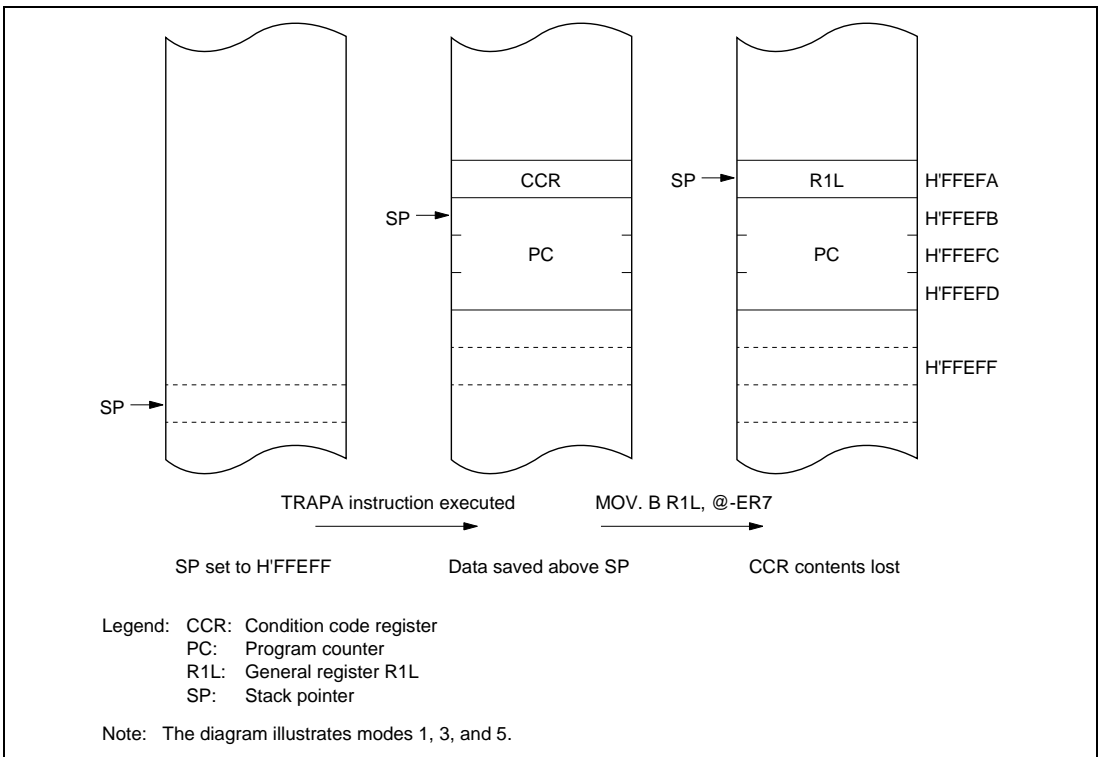 CCR
SP
R1L
H'FFEFA
SP
H'FFEFB
PC
PC
H'FFEFC
H'FFEFD
H'FFEFF
SP
TRAPA instruction executed
MOV. B R1L, @-ER7
SP set to H'FFEFF
Data saved above SP
CCR contents lost
Legend: CCR: Condition code register
PC: Program counter
R1L: General register R1L
SP: Stack pointer
Note: The diagram illustrates modes 1, 3, and 5.